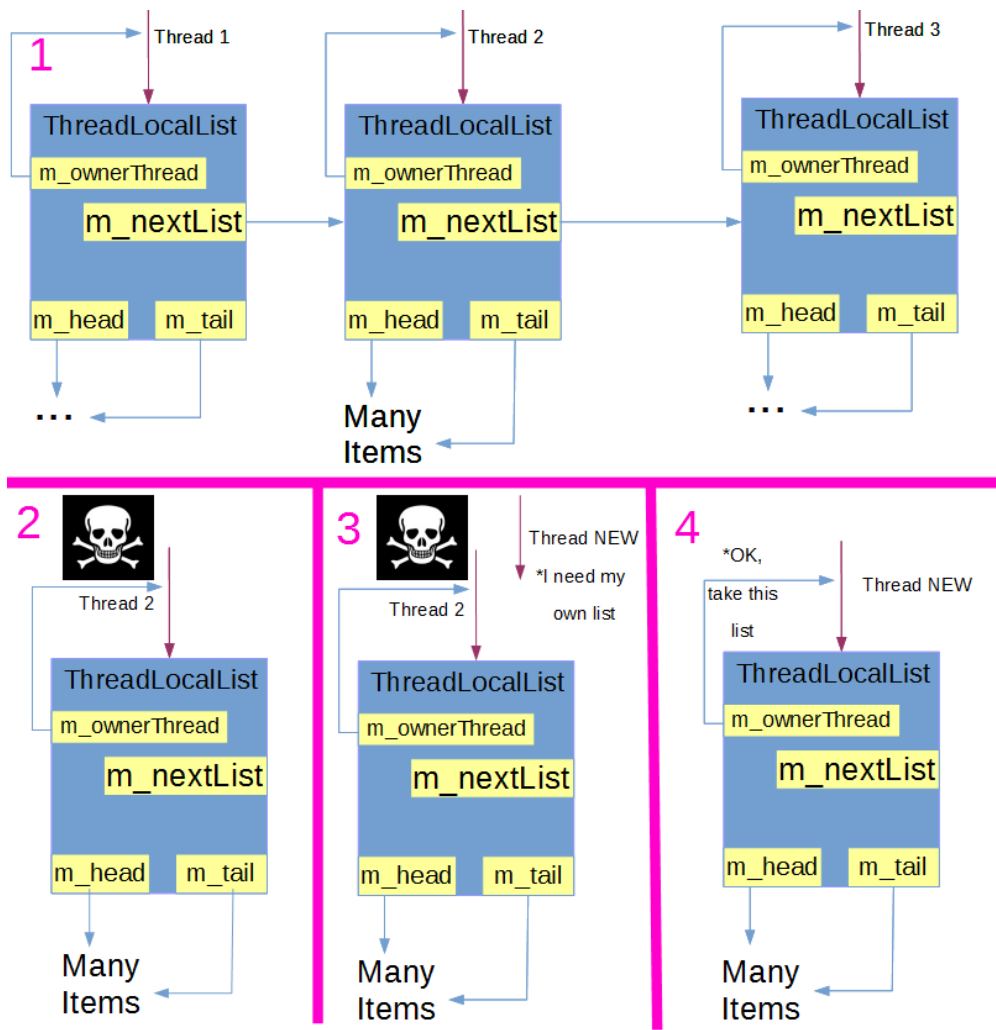 1
Thread 1
ThreadLocalList
m_ownerThread
m_nextList
m_head
m_tail
...
Thread 2
ThreadLocalList
m_ownerThread
m_nextList
m_head
m_tail
Many
Items
Thread 3
ThreadLocalList
m_ownerThread
m_nextList
m_head
m_tail
...
2
Thread 2
ThreadLocalList
m_ownerThread
m_nextList
m_head
m_tail
Many
Items
3
Thread NEW
*I need my
own list
Thread 2
ThreadLocalList
m_ownerThread
m_nextList
m_head
m_tail
Many
Items
4
*OK,
take this
list
Thread NEW
ThreadLocalList
m_ownerThread
m_nextList
m_head
m_tail
Many
Items